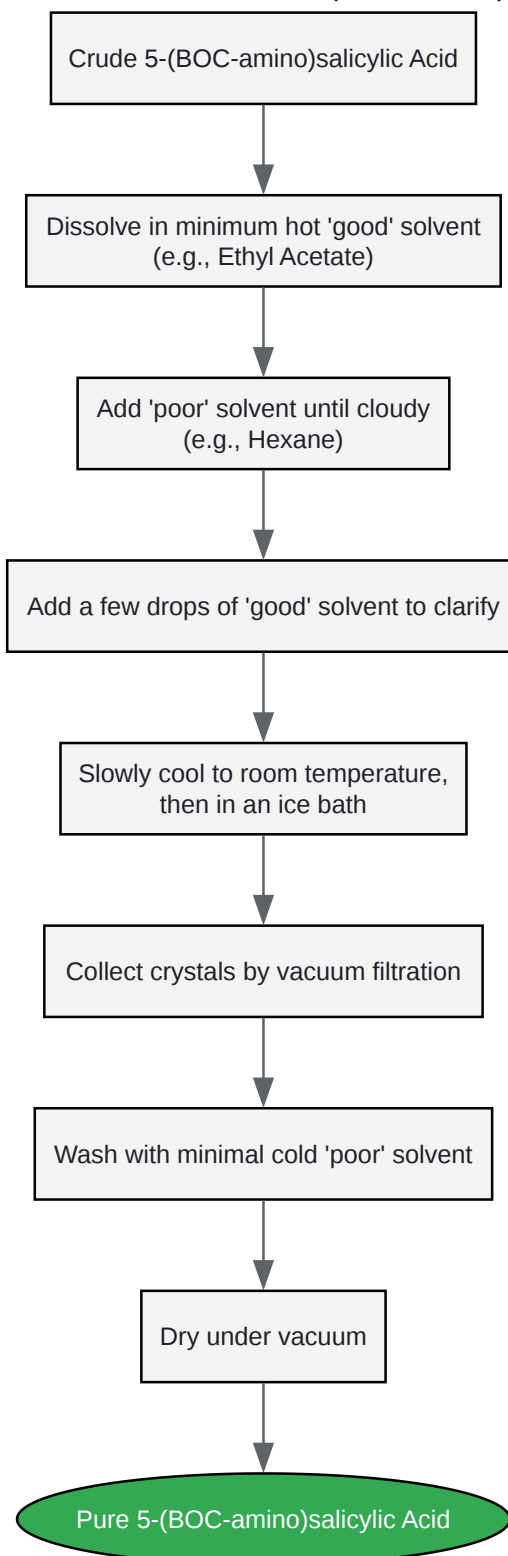 Crude 5-(BOC-amino)salicylic Acid
Dissolve in minimum hot 'good' solvent
(e.g., Ethyl Acetate)
Add 'poor' solvent until cloudy
(e.g., Hexane)
Add a few drops of 'good' solvent to clarify
Slowly cool to room temperature,
then in an ice bath
Collect crystals by vacuum filtration
Wash with minimal cold 'poor' solvent
Dry under vacuum
Pure 5-(BOC-amino)salicylic Acid